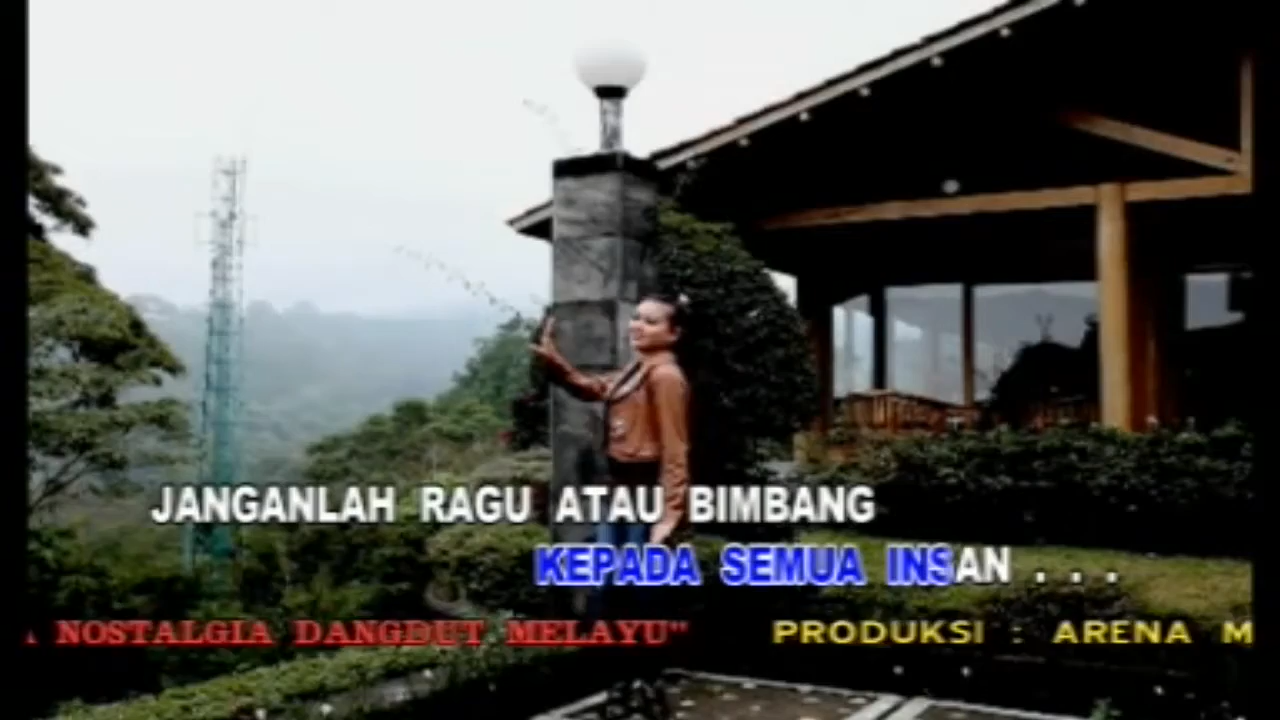 JANGANLAH RAGU ATAU BIMBANG
KEPADA SEMUA INSAN . . .
NOSTALGIA DANGDUT MELAYU" PRODUKSI : ARENA M